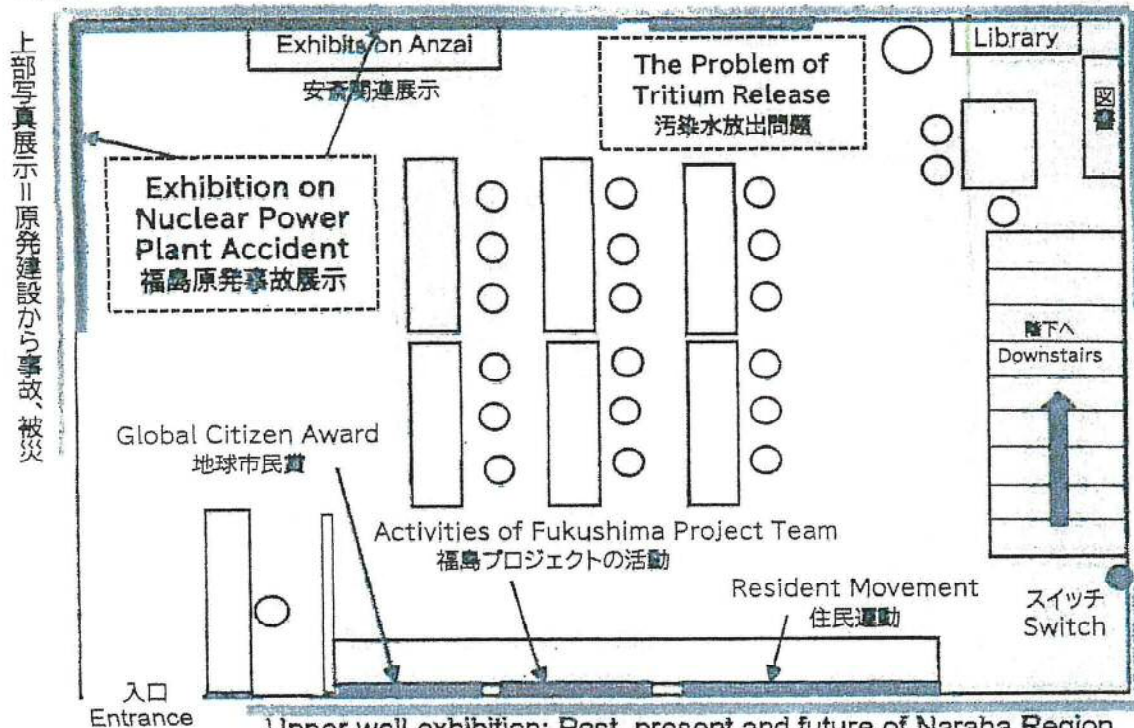 上部写真展示=原発建設から事故、被災
Exhibits on Anzai
安斎関連展示
The Problem of
Tritium Release
汚染水放出問題
Library
図書
Exhibition on
Nuclear Power
Plant Accident
福島原発事故展示
階下へ
Downstairs
Global Citizen Award
地球市民賞
Activities of Fukushima Project Team
福島プロジェクトの活動
Resident Movement
住民運動
スイッチ
Switch
入口
Entrance
Upper wall exhibition: Past, present and future of Naraha Region